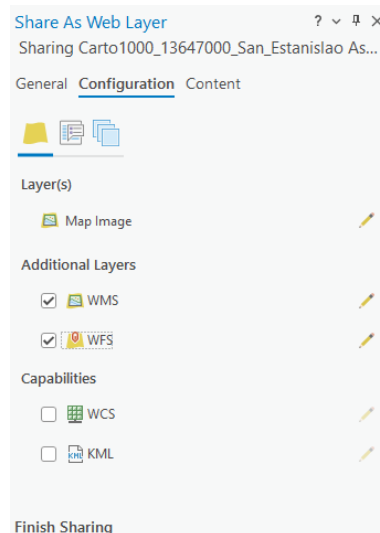 Share As Web Layer
Sharing Carto1000_13647000_San_Estanislao As...
General Configuration Content
Layer(s)
Map Image
Additional Layers
WMS
WFS
Capabilities
WCS
KML
Finish Sharing